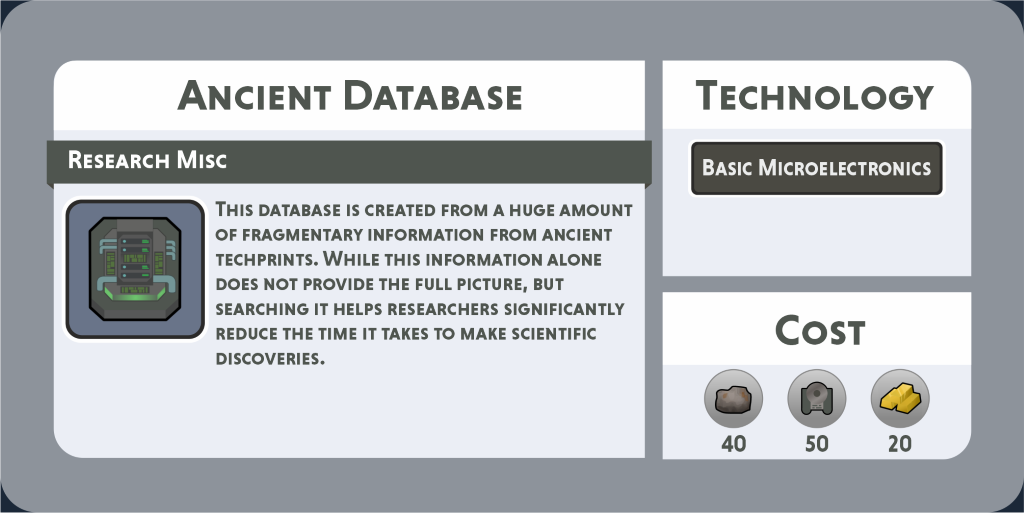 Ancient Database
Research Misc
This database is created from a huge amount
of fragmentary information from ancient
techprints. While this information alone
does not provide the full picture, but
searching it helps researchers significantly
reduce the time it takes to make scientific
discoveries.
Technology
Basic Microelectronics
Cost
40 50 20